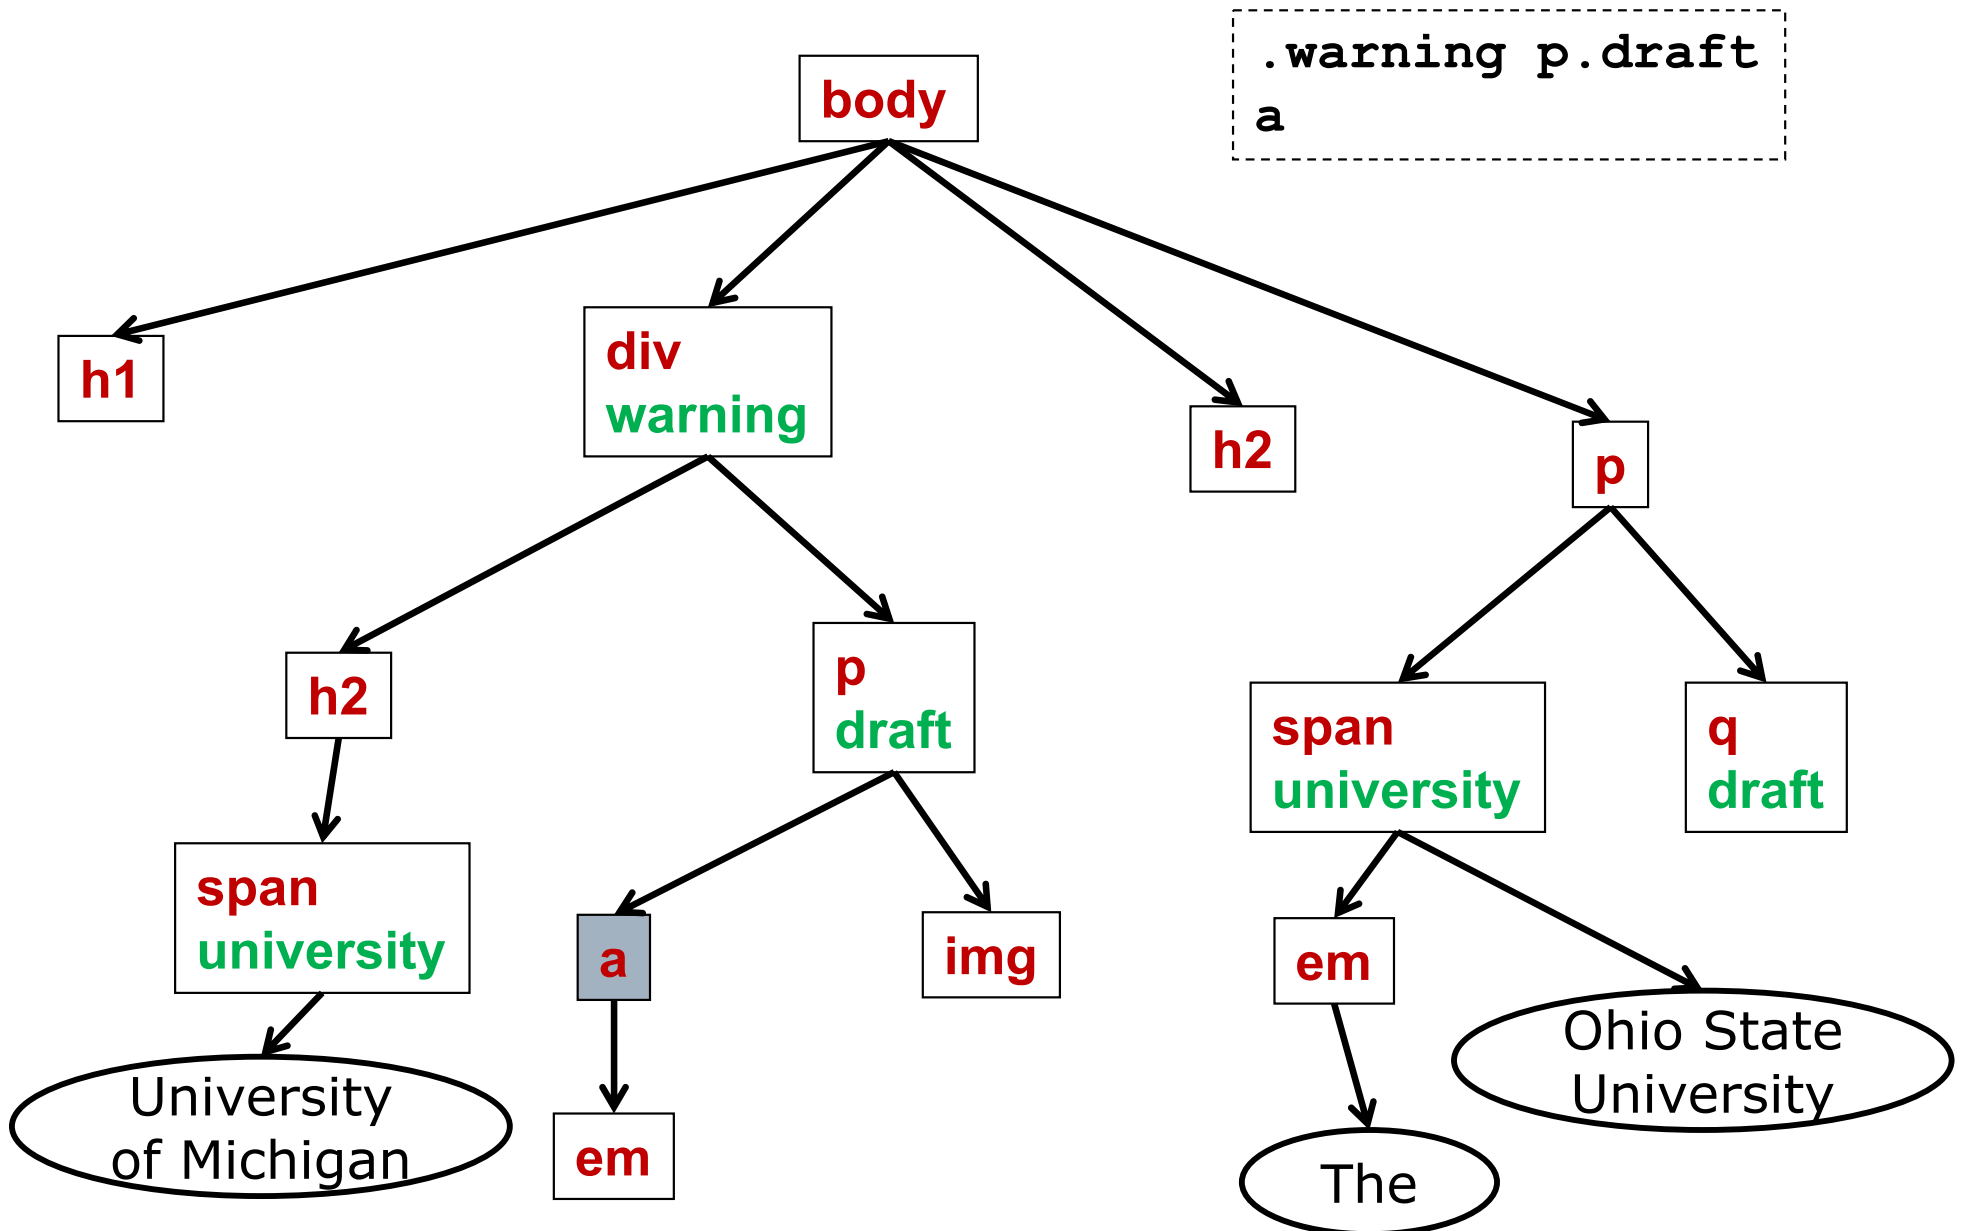 .warning p.draft
a
body
h1
div
warning
h2
p
h2
p
draft
span
university
q
draft
span
university
a
img
em
Ohio State
University
University
of Michigan
em
The